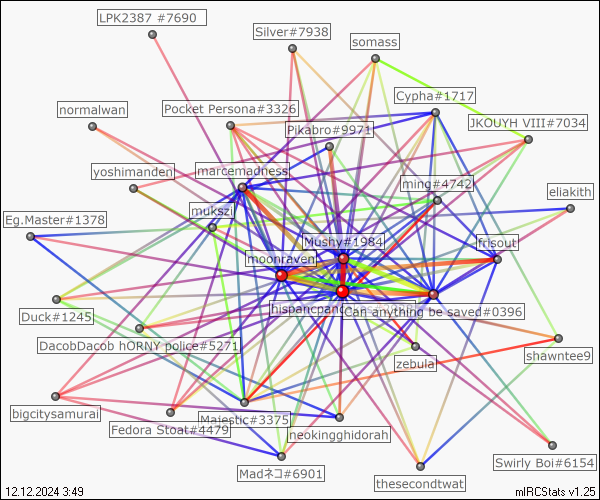 LPK2387 #7690
Silver#7938
somass
Cypha#1717
normalwan
Pocket Persona#3326
Pikabro#9971
JKOUYH VIII#7034
yoshimanden
marcemadness
ming#4742
eliakith
mukszi
Eg.Master#1378
Mushy#1984
frisout
moonraven
Duck#1245
Can anything be saved#0396
DacobDacob hORNY police#5271
shawntee9
zebula
bigcitysamurai
Majestic#3375
Fedora Stoat#4479
neokingghidorah
Madネコ#6901
Swirly Boi#6154
thesecondtwat
12.12.2024 3:49
mIRCStats v1.25